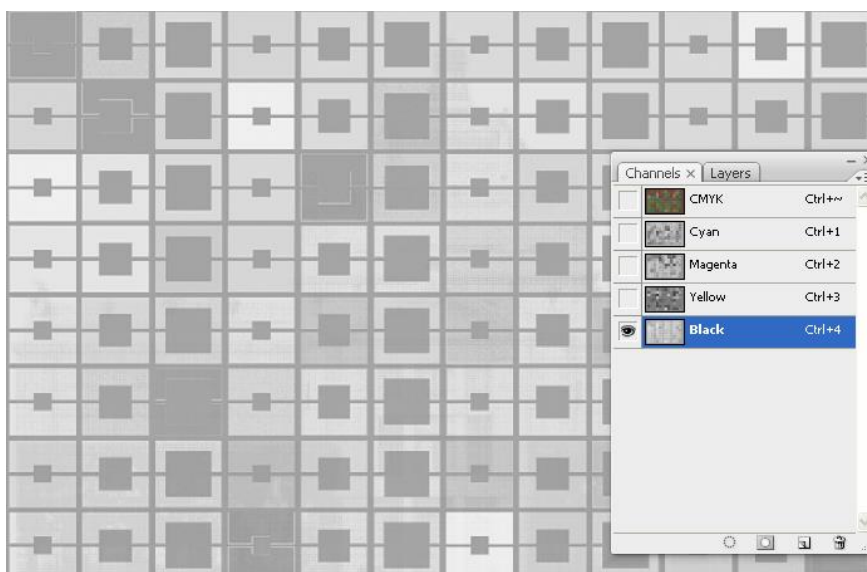 Channels × Layers
CMYK Ctrl+~
Cyan Ctrl+1
Magenta Ctrl+2
Yellow Ctrl+3
Black Ctrl+4